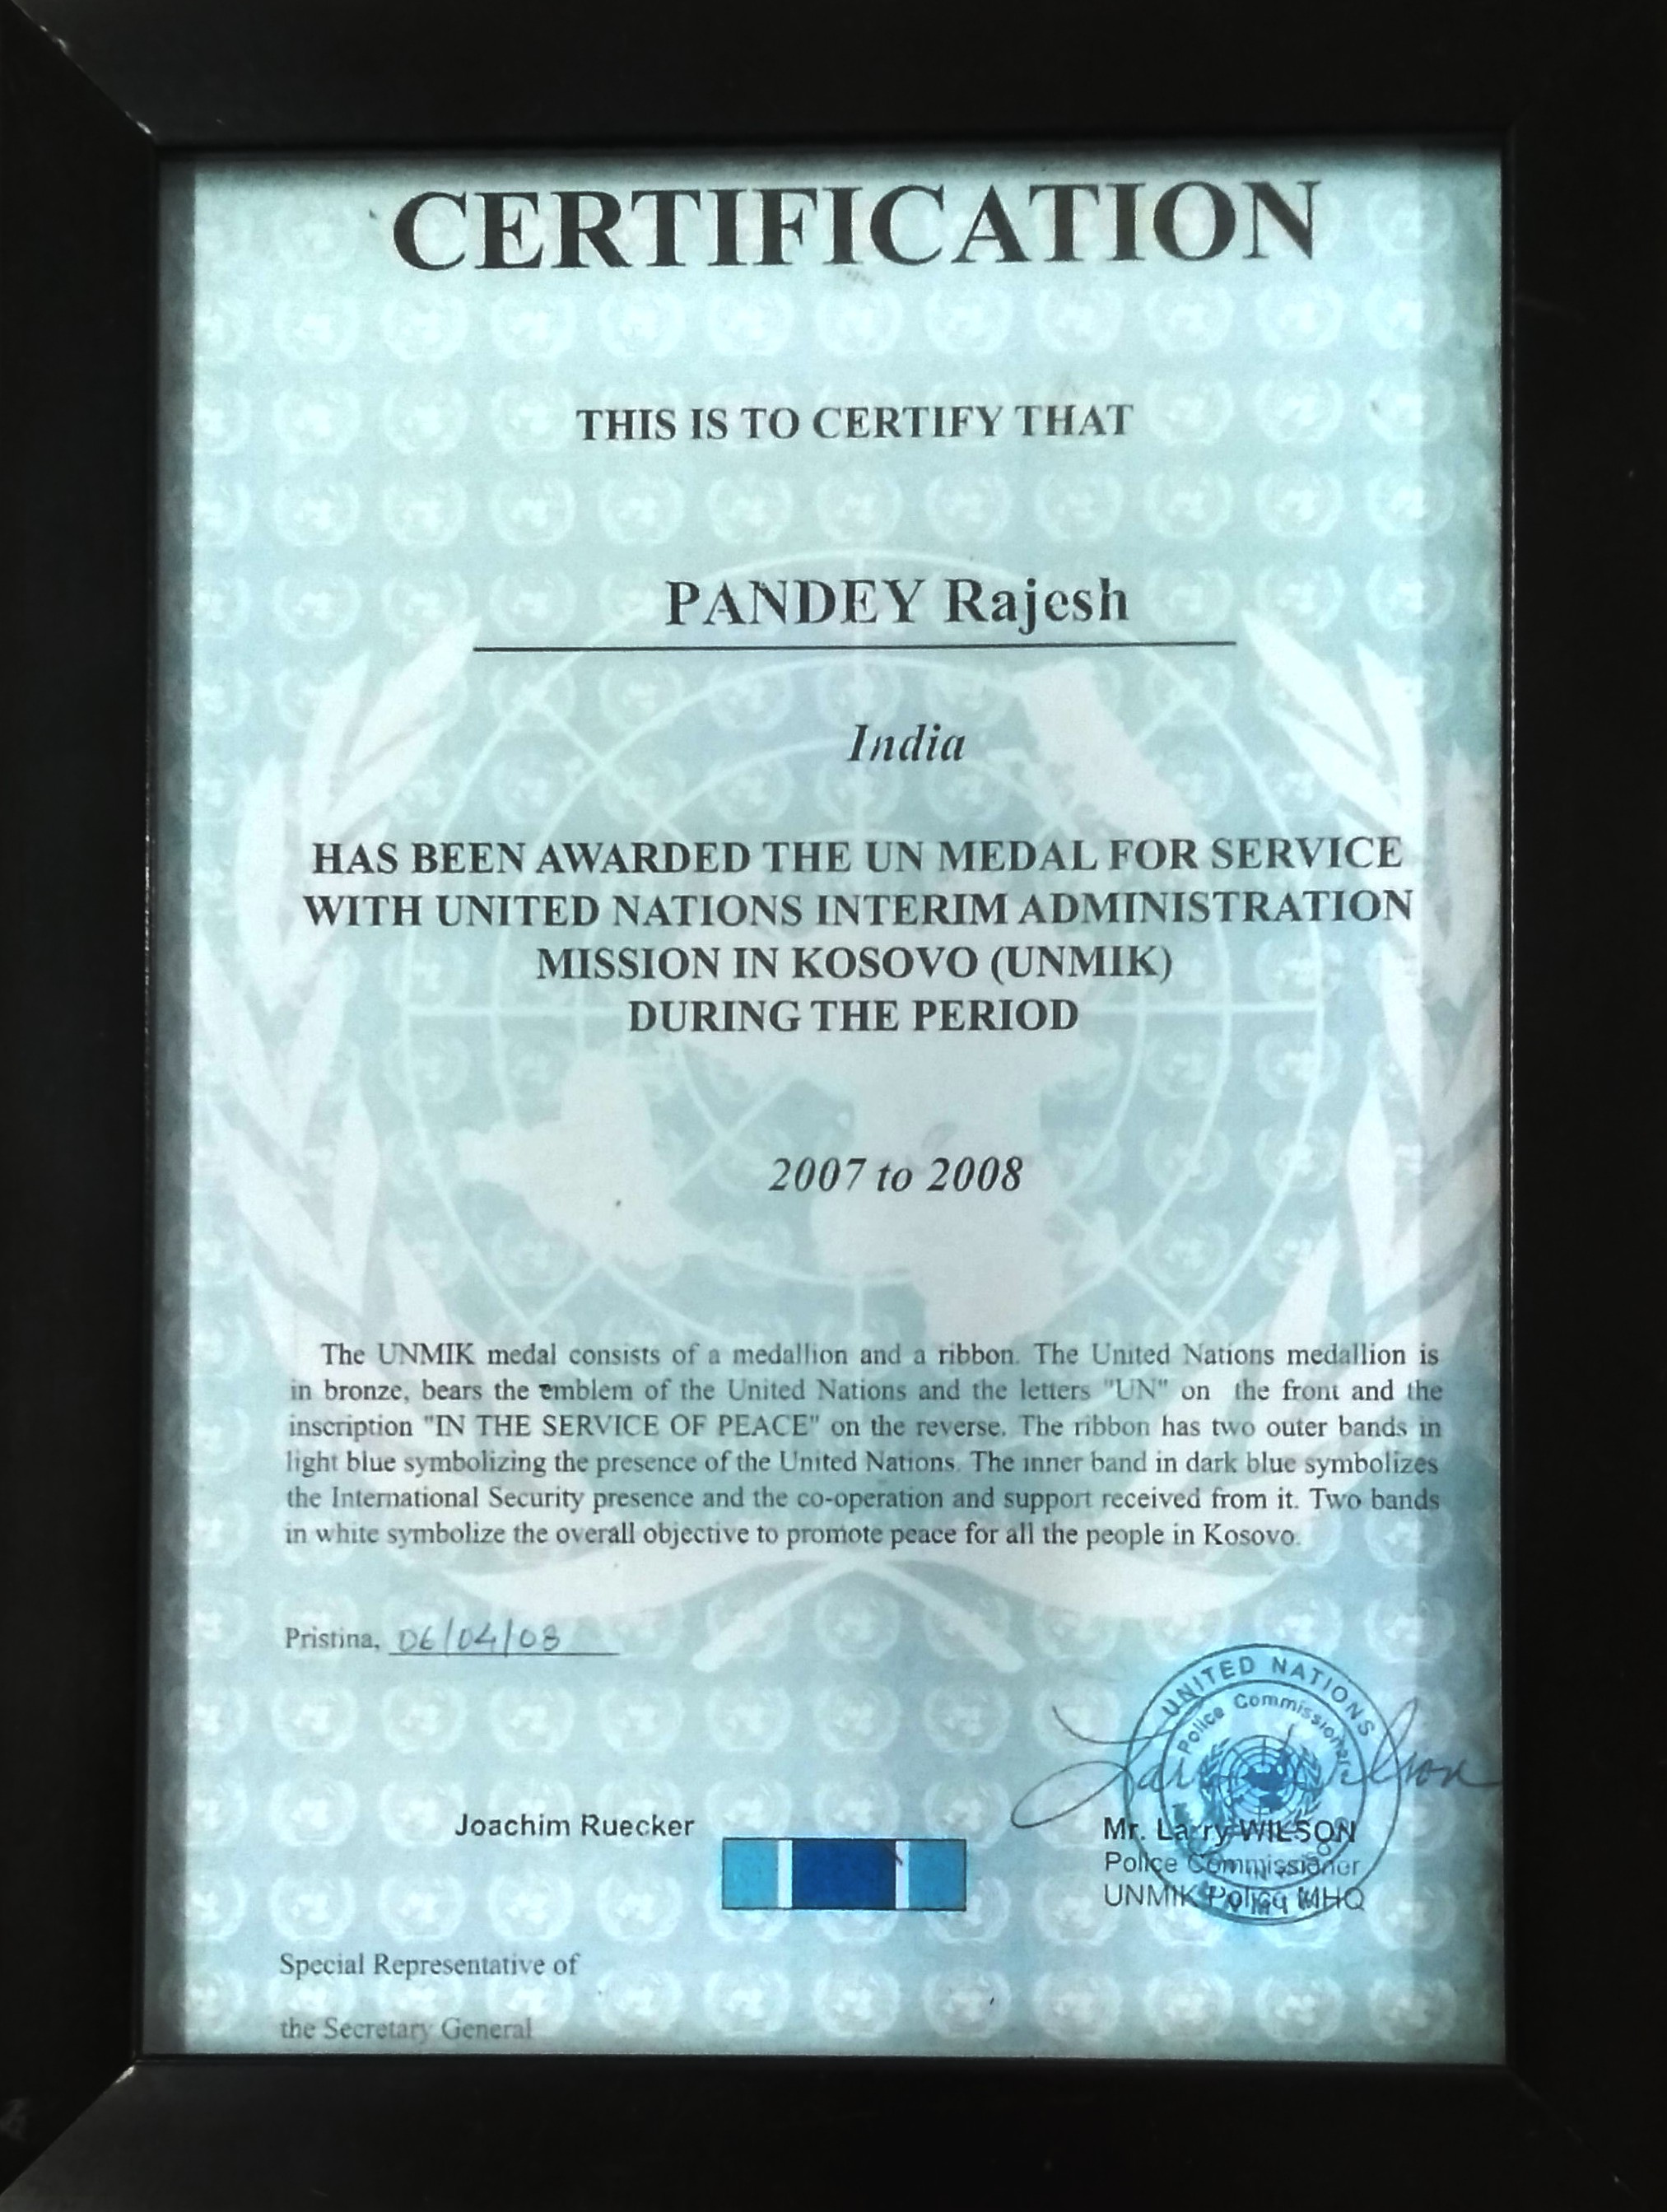 CERTIFICATION
THIS IS TO CERTIFY THAT
PANDEY Rajesh
India
HAS BEEN AWARDED THE UN MEDAL FOR SERVICE
WITH UNITED NATIONS INTERIM ADMINISTRATION
MISSION IN KOSOVO (UNMIK)
DURING THE PERIOD
2007 to 2008
The UNMIK medal consists of a medallion and a ribbon. The United Nations medallion is
in bronze, bears the emblem of the United Nations and the letters "UN" on the front and the
inscription "IN THE SERVICE OF PEACE" on the reverse. The ribbon has two outer bands in
light blue symbolizing the presence of the United Nations. The inner band in dark blue symbolizes
the International Security presence and the co-operation and support received from it. Two bands
in white symbolize the overall objective to promote peace for all the people in Kosovo.
Pristina, 06/04/08
UNITED NATIONS
Police Commissioner
Larry Wilson
Joachim Ruecker
Mr. Larry WILSON
Police Commissioner
UNMIK Police MHQ
Special Representative of
the Secretary General